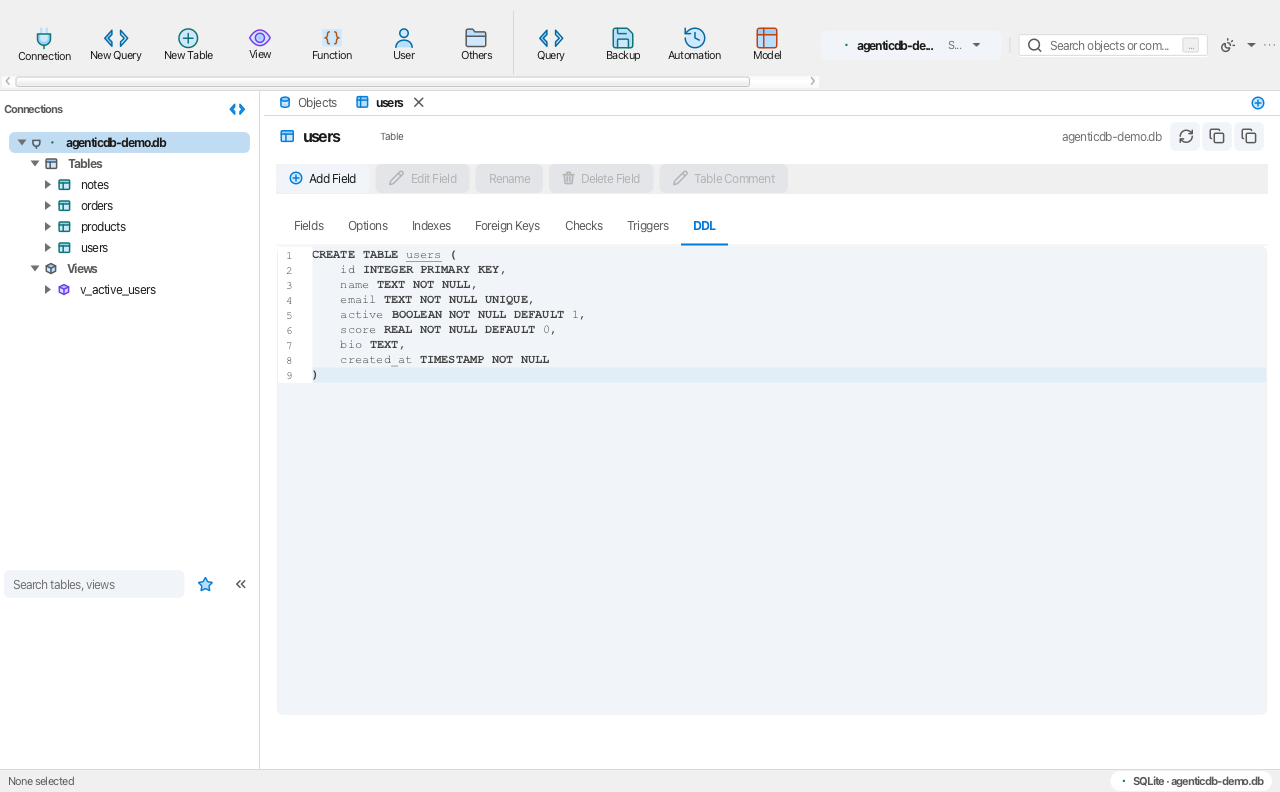 Connection
New Query
New Table
View
Function
User
Others
Query
Backup
Automation
Model
agenticdb-de...
S...
Search objects or com...
...
Connections
agenticdb-demo.db
Tables
notes
orders
products
users
Views
v_active_users
Search tables, views
Objects
users
users
Table
agenticdb-demo.db
Add Field
Edit Field
Rename
Delete Field
Table Comment
Fields
Options
Indexes
Foreign Keys
Checks
Triggers
DDL
1 CREATE TABLE users (
2 id INTEGER PRIMARY KEY,
3 name TEXT NOT NULL,
4 email TEXT NOT NULL UNIQUE,
5 active BOOLEAN NOT NULL DEFAULT 1,
6 score REAL NOT NULL DEFAULT 0,
7 bio TEXT,
8 created_at TIMESTAMP NOT NULL
9 )
None selected
SQLite · agenticdb-demo.db